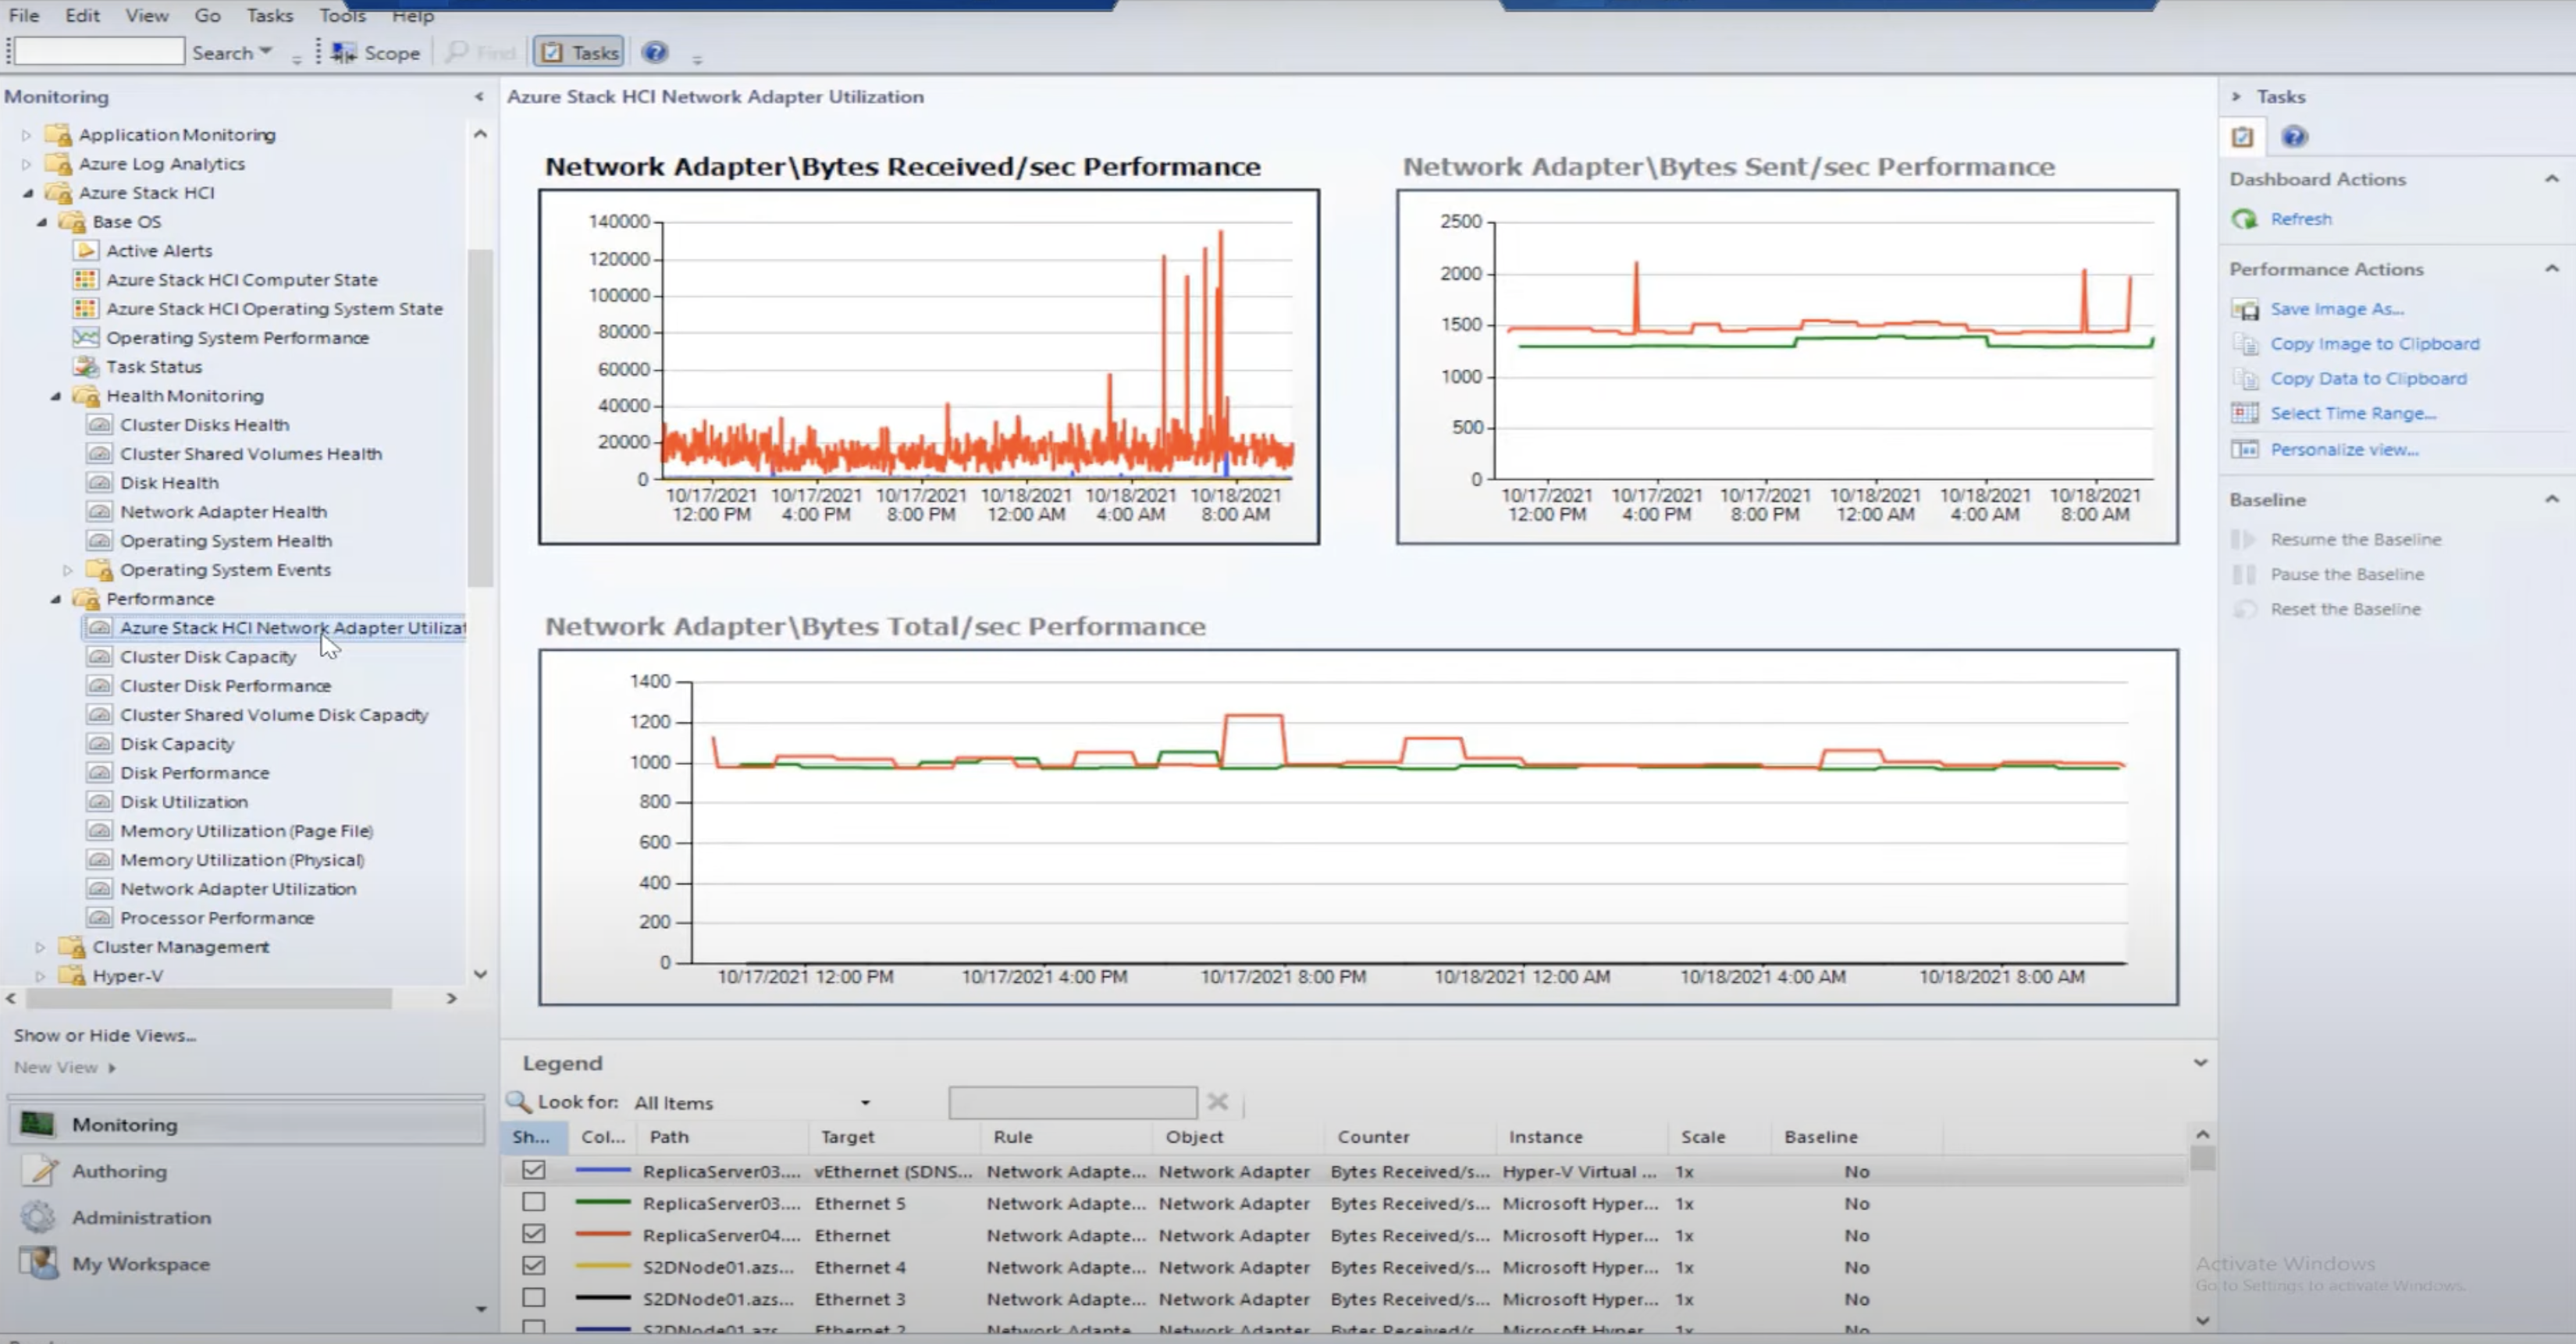 File Edit View Go Tasks Tools Help
Search Scope Find Tasks
Monitoring
Application Monitoring
Azure Log Analytics
Azure Stack HCI
Base OS
Active Alerts
Azure Stack HCI Computer State
Azure Stack HCI Operating System State
Operating System Performance
Task Status
Health Monitoring
Cluster Disks Health
Cluster Shared Volumes Health
Disk Health
Network Adapter Health
Operating System Health
Operating System Events
Performance
Azure Stack HCI Network Adapter Utilizat
Cluster Disk Capacity
Cluster Disk Performance
Cluster Shared Volume Disk Capacity
Disk Capacity
Disk Performance
Disk Utilization
Memory Utilization (Page File)
Memory Utilization (Physical)
Network Adapter Utilization
Processor Performance
Cluster Management
Hyper-V
Show or Hide Views...
New View
Monitoring
Authoring
Administration
My Workspace
Azure Stack HCI Network Adapter Utilization
Network Adapter\Bytes Received/sec Performance
140000
120000
100000
80000
60000
40000
20000
0
10/17/2021 10/17/2021 10/17/2021 10/18/2021 10/18/2021 10/18/2021
12:00 PM 4:00 PM 8:00 PM 12:00 AM 4:00 AM 8:00 AM
Network Adapter\Bytes Sent/sec Performance
2500
2000
1500
1000
500
0
10/17/2021 10/17/2021 10/17/2021 10/18/2021 10/18/2021 10/18/2021
12:00 PM 4:00 PM 8:00 PM 12:00 AM 4:00 AM 8:00 AM
Network Adapter\Bytes Total/sec Performance
1400
1200
1000
800
600
400
200
0
10/17/2021 12:00 PM 10/17/2021 4:00 PM 10/17/2021 8:00 PM 10/18/2021 12:00 AM 10/18/2021 4:00 AM 10/18/2021 8:00 AM
Legend
Look for: All Items
Sh... Col... Path Target Rule Object Counter Instance Scale Baseline
ReplicaServer03.... vEthernet (SDNS... Network Adapte... Network Adapter Bytes Received/s... Hyper-V Virtual ... 1x No
ReplicaServer03.... Ethernet 5 Network Adapte... Network Adapter Bytes Received/s... Microsoft Hyper... 1x No
ReplicaServer04.... Ethernet Network Adapte... Network Adapter Bytes Received/s... Microsoft Hyper... 1x No
S2DNode01.azs... Ethernet 4 Network Adapte... Network Adapter Bytes Received/s... Microsoft Hyper... 1x No
S2DNode01.azs... Ethernet 3 Network Adapte... Network Adapter Bytes Received/s... Microsoft Hyper... 1x No
S2DNode01.azs... Ethernet 2 Network Adapte... Network Adapter Bytes Received/s... Microsoft Hyper... 1x No
Tasks
Dashboard Actions
Refresh
Performance Actions
Save Image As...
Copy Image to Clipboard
Copy Data to Clipboard
Select Time Range...
Personalize view...
Baseline
Resume the Baseline
Pause the Baseline
Reset the Baseline
Activate Windows
Go to Settings to activate Windows.